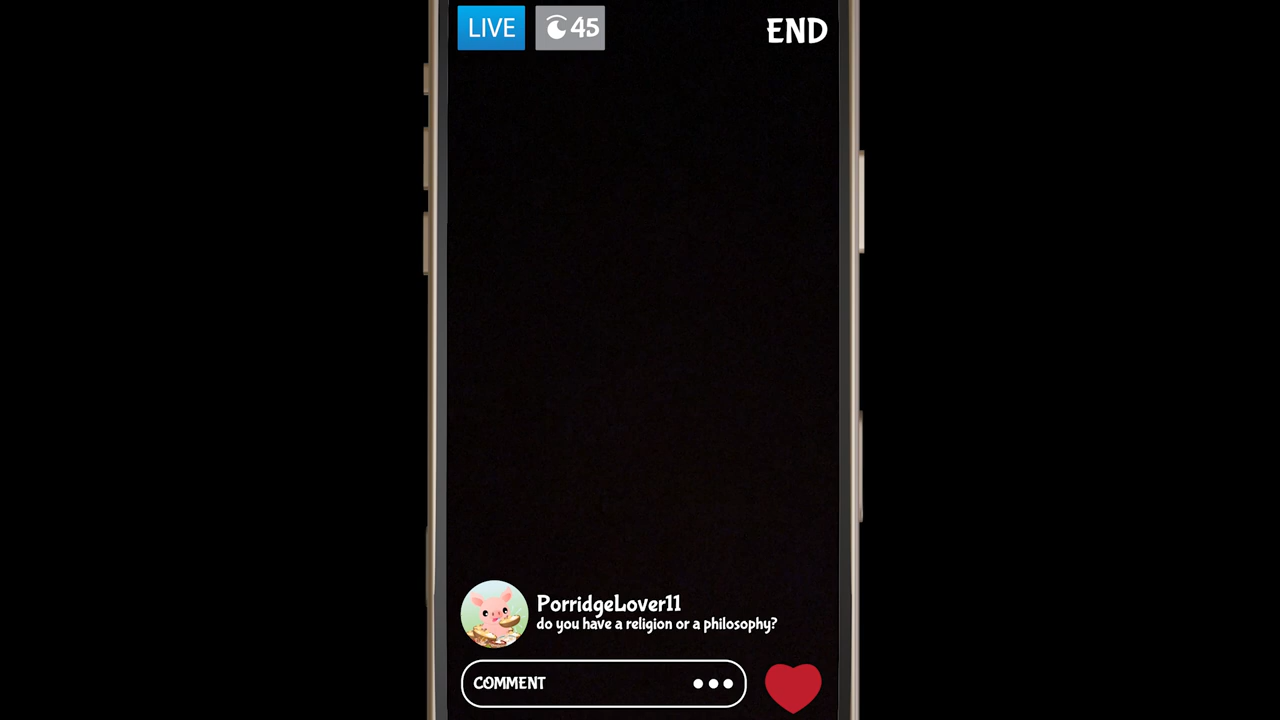 LIVE
45
END
PorridgeLover11
do you have a religion or a philosophy?
COMMENT